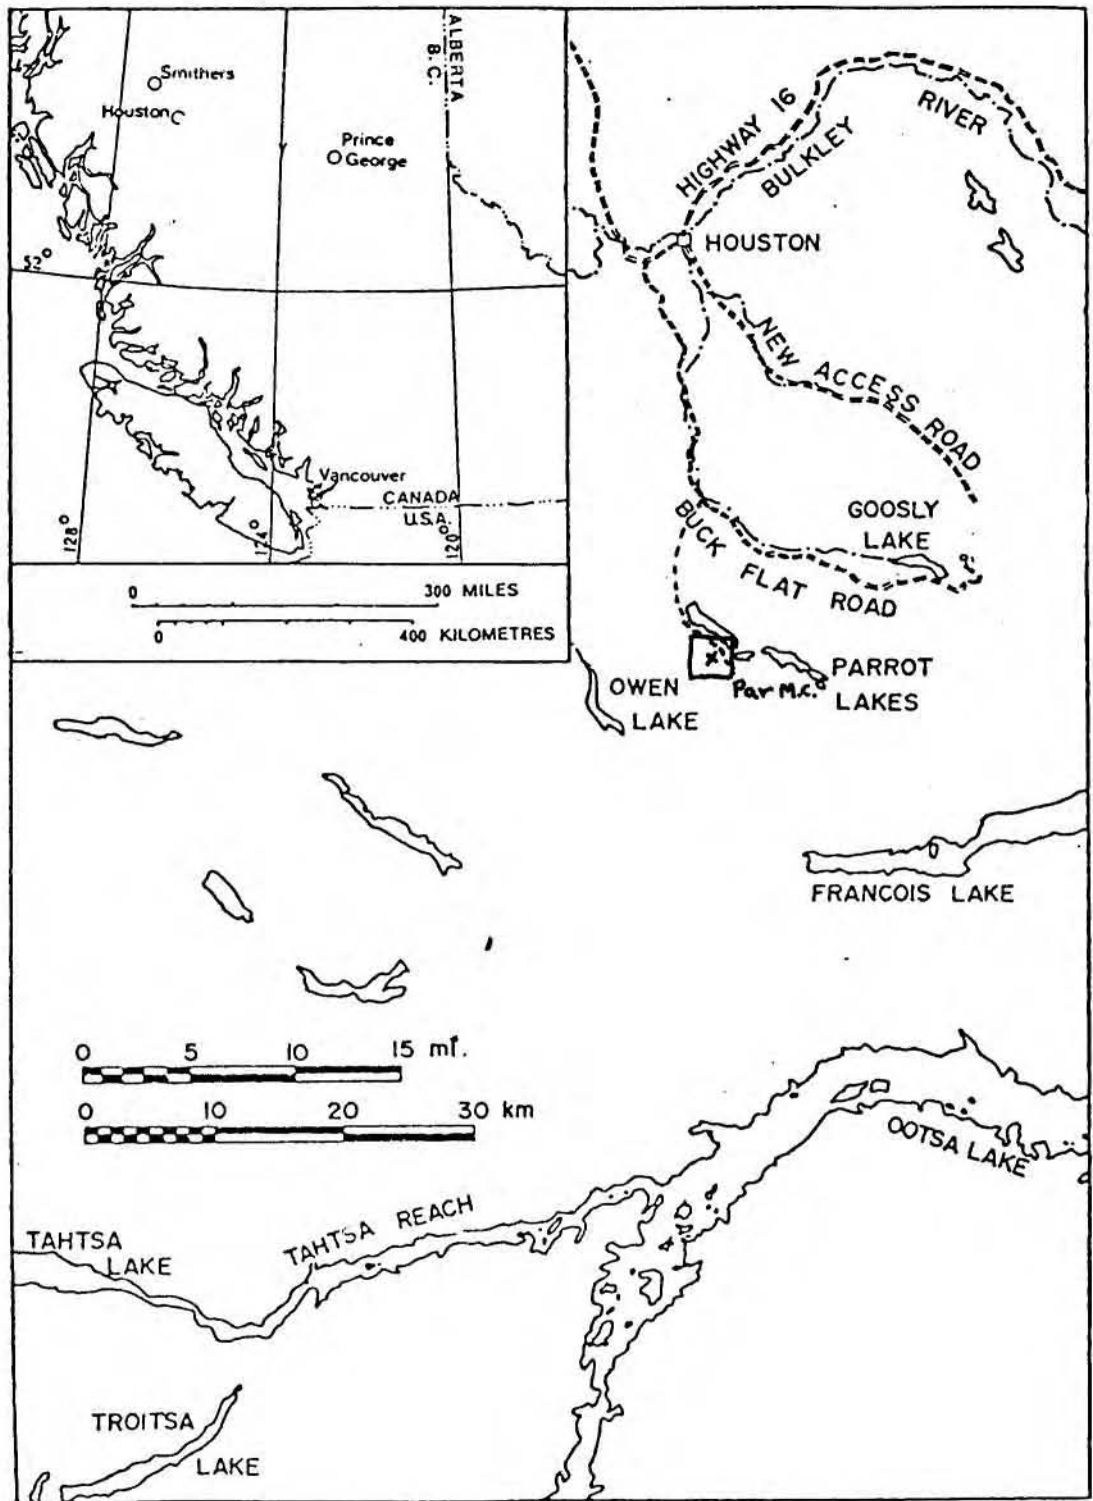 Smithers
Houston
Prince
George
ALBERTA
B.C.
52°
Vancouver
CANADA
U.S.A.
128°
124°
120°
0 300 MILES
0 400 KILOMETRES
HIGHWAY 16
BULKLEY
RIVER
HOUSTON
NEW ACCESS ROAD
GOOSLY
LAKE
BUCK FLAT ROAD
PARROT
LAKES
Par M.C.
OWEN
LAKE
FRANCOIS LAKE
0 5 10 15 mi.
0 10 20 30 km
OOTSA LAKE
TAHTSA REACH
TAHTSA
LAKE
TROITSA
LAKE